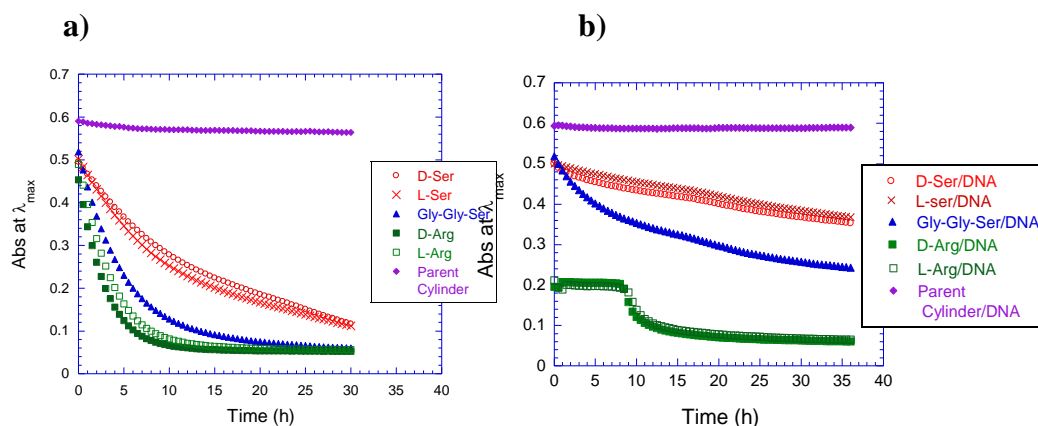 a)
0.7
0.6
0.5
0.4
0.3
0.2
0.1
0
0 5 10 15 20 25 30 35
Abs at λmax
Time (h)
D-Ser
L-Ser
Gly-Gly-Ser
D-Arg
L-Arg
Parent
Cylinder
b)
0.7
0.6
0.5
0.4
0.3
0.2
0.1
0
0 5 10 15 20 25 30 35 40
Abs at λmax
Time (h)
D-Ser/DNA
L-ser/DNA
Gly-Gly-Ser/DNA
D-Arg/DNA
L-Arg/DNA
Parent
Cylinder/DNA